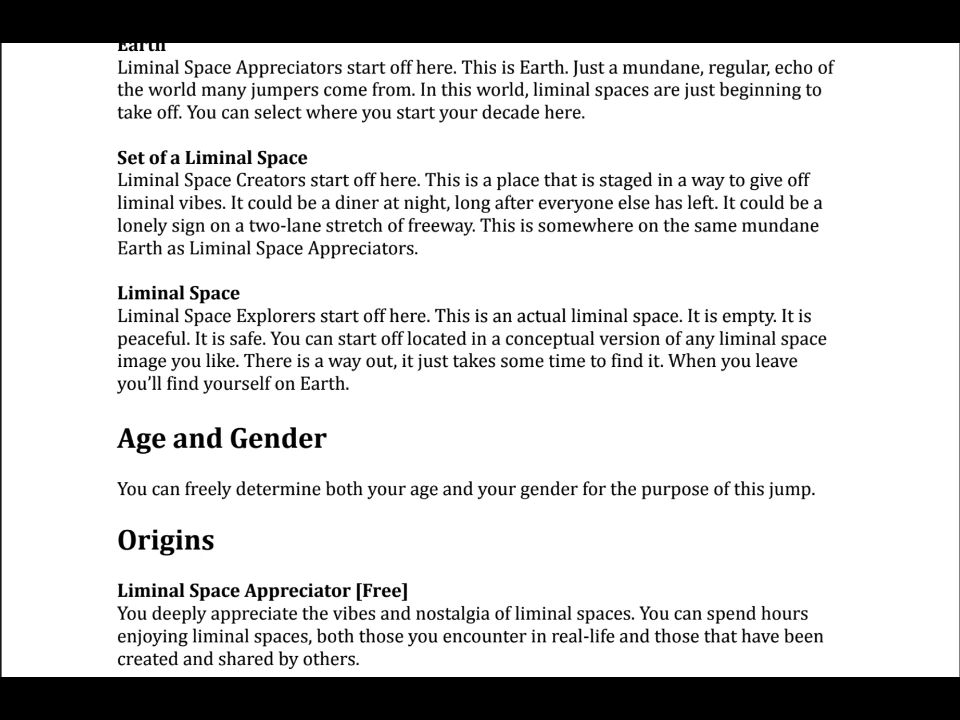 Earth
Liminal Space Appreciators start off here. This is Earth. Just a mundane, regular, echo of
the world many jumpers come from. In this world, liminal spaces are just beginning to
take off. You can select where you start your decade here.
Set of a Liminal Space
Liminal Space Creators start off here. This is a place that is staged in a way to give off
liminal vibes. It could be a diner at night, long after everyone else has left. It could be a
lonely sign on a two-lane stretch of freeway. This is somewhere on the same mundane
Earth as Liminal Space Appreciators.
Liminal Space
Liminal Space Explorers start off here. This is an actual liminal space. It is empty. It is
peaceful. It is safe. You can start off located in a conceptual version of any liminal space
image you like. There is a way out, it just takes some time to find it. When you leave
you’ll find yourself on Earth.
Age and Gender
You can freely determine both your age and your gender for the purpose of this jump.
Origins
Liminal Space Appreciator [Free]
You deeply appreciate the vibes and nostalgia of liminal spaces. You can spend hours
enjoying liminal spaces, both those you encounter in real-life and those that have been
created and shared by others.